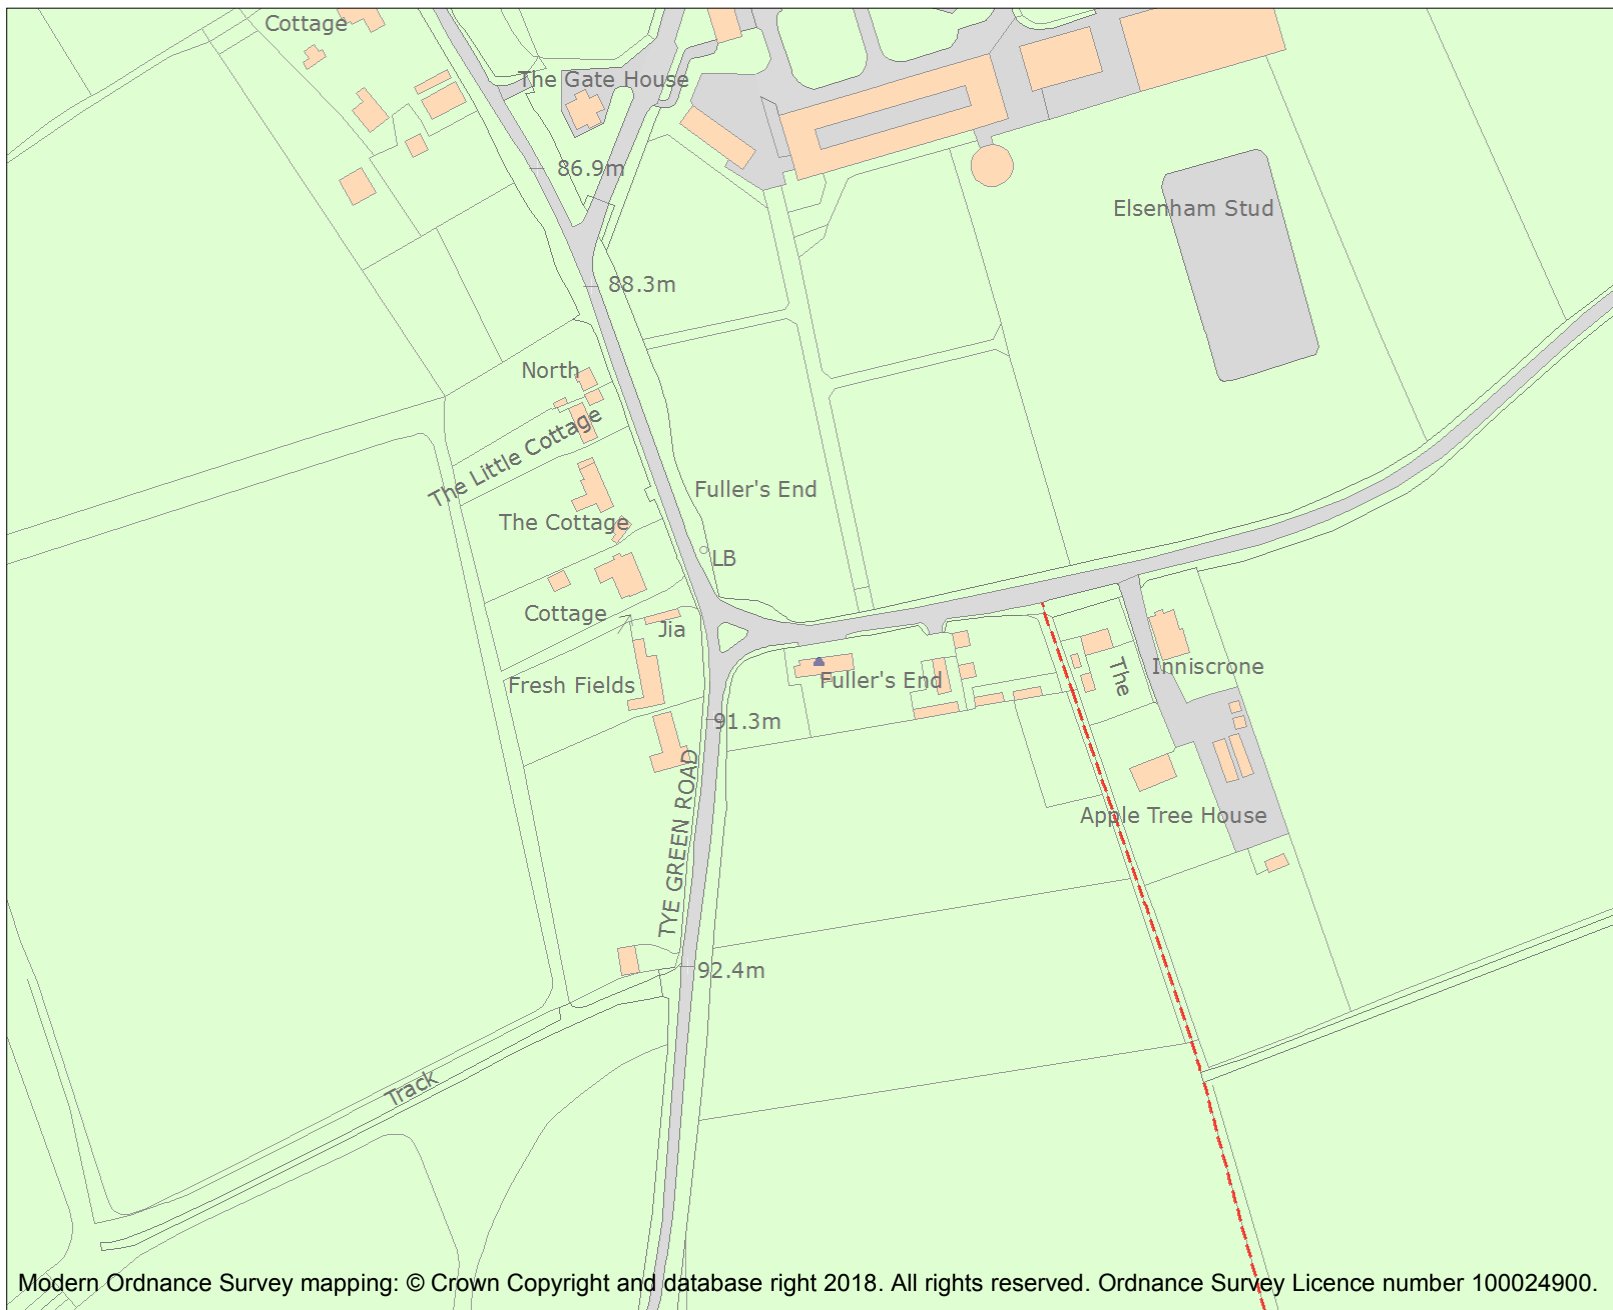 Cottage
The Gate House
86.9m
Elsenham Stud
88.3m
North
The Little Cottage
Fuller's End
The Cottage
LB
Cottage
Jia
Inniscrone
The
Fuller's End
Fresh Fields
91.3m
TYE GREEN ROAD
Apple Tree House
92.4m
Track
Modern Ordnance Survey mapping: © Crown Copyright and database right 2018. All rights reserved. Ordnance Survey Licence number 100024900.